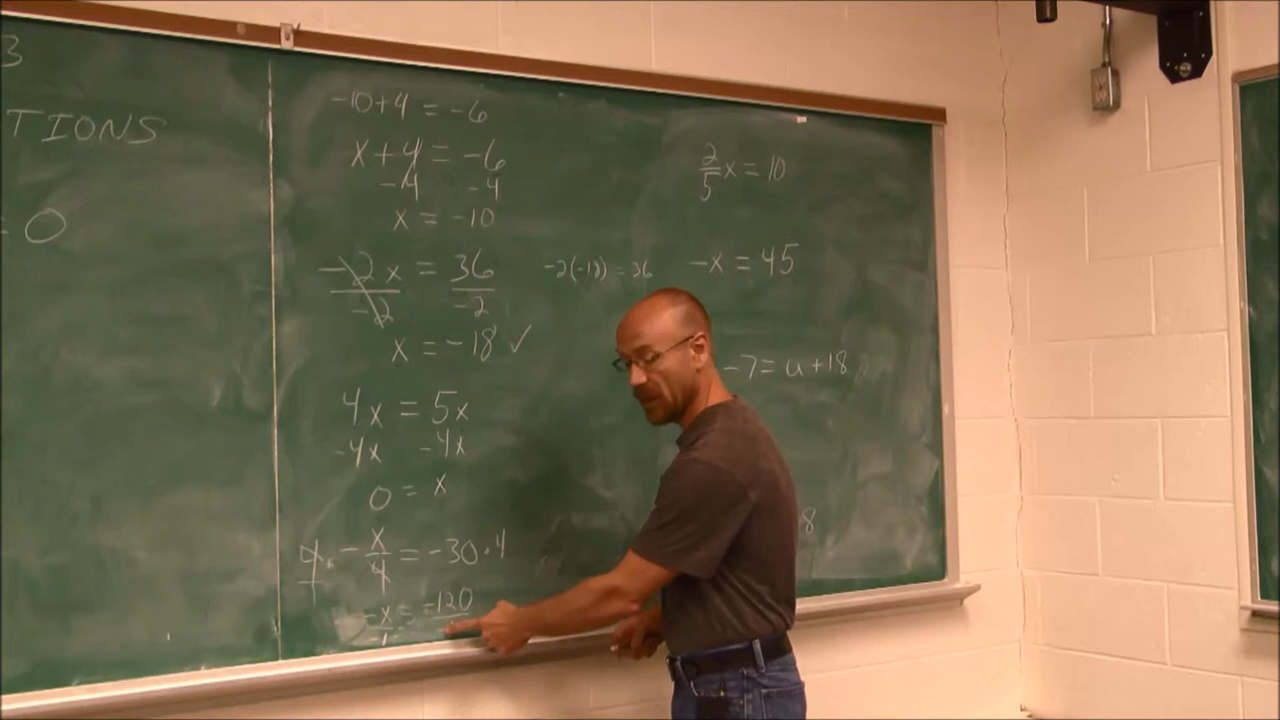 3
TIONS
= 0
-10+4 = -6
x+4 = -6
-4 -4
x = -10
-2x = 36
-2 -2
-2(-18) = 36
x = -18 ✓
4x = 5x
-4x -4x
0 = x
4· -x/4 = -30·4
-x = -120
2/5x = 10
-x = 45
-7 = u+18
8